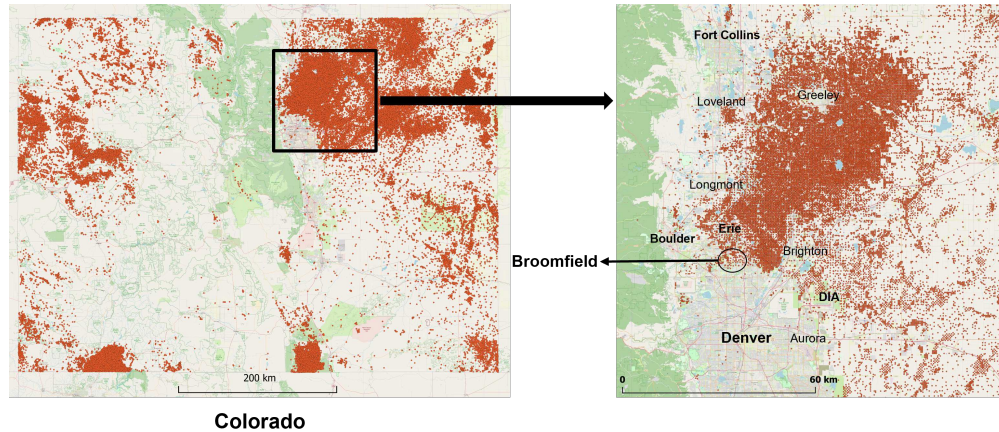 Fort Collins
Loveland
Greeley
Longmont
Boulder
Erie
Brighton
Broomfield
DIA
Denver
Aurora
200 km
0
60 km
Colorado